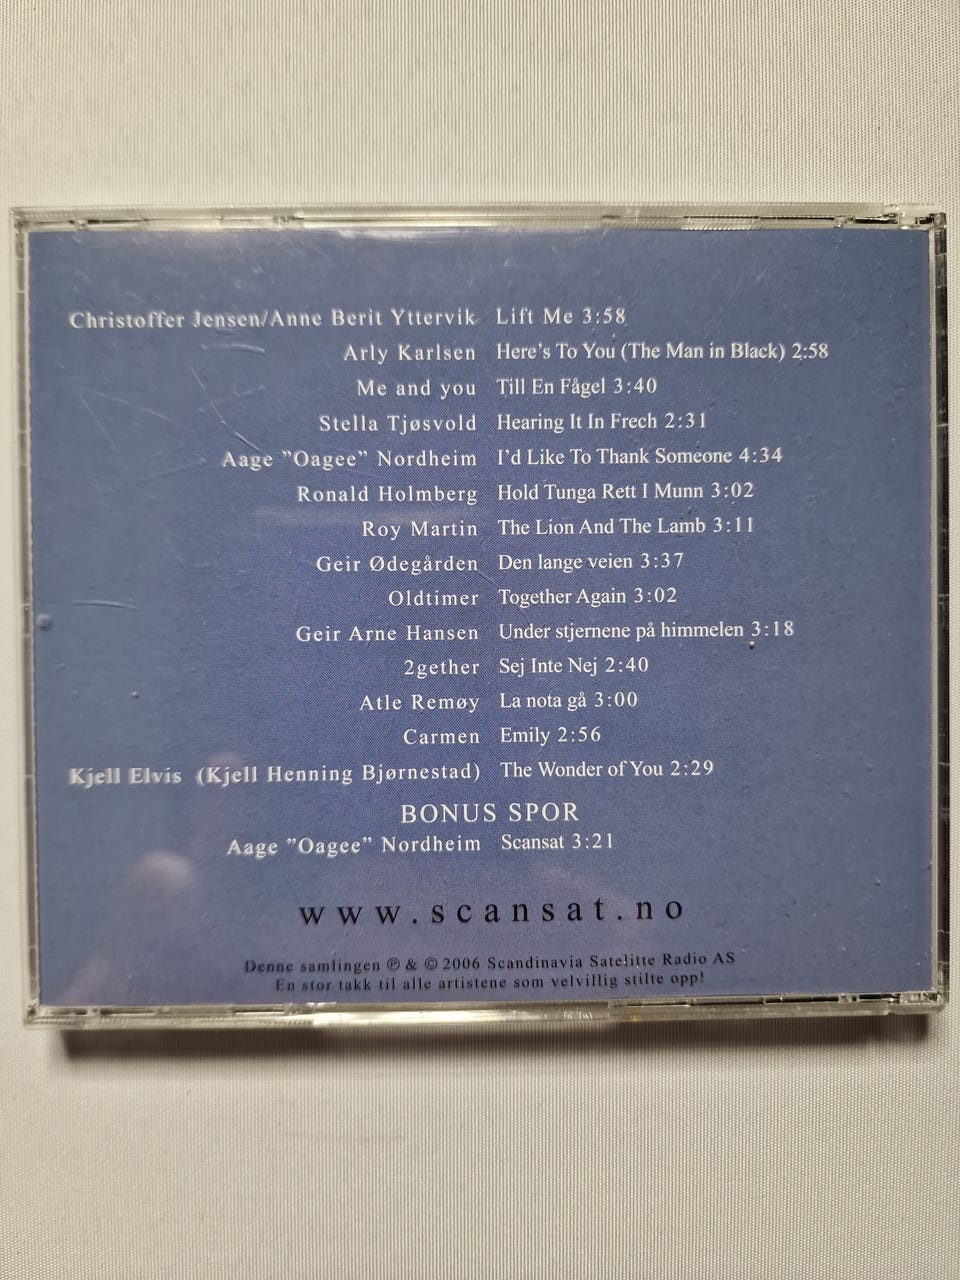 Christoffer Jensen/Anne Berit Yttervik Lift Me 3:58
Arly Karlsen Here's To You (The Man in Black) 2:58
Me and you Till En Fågel 3:40
Stella Tjøsvold Hearing It In Frech 2:31
Aage ”Oagee” Nordheim I'd Like To Thank Someone 4:34
Ronald Holmberg Hold Tunga Rett I Munn 3:02
Roy Martin The Lion And The Lamb 3:11
Geir Ødegården Den lange veien 3:37
Oldtimer Together Again 3:02
Geir Arne Hansen Under stjernene på himmelen 3:18
2gether Sej Inte Nej 2:40
Atle Remøy La nota gå 3:00
Carmen Emily 2:56
Kjell Elvis (Kjell Henning Bjørnestad) The Wonder of You 2:29
BONUS SPOR
Aage ”Oagee” Nordheim Scansat 3:21
www.scansat.no
Denne samlingen ℗ & © 2006 Scandinavia Satelitte Radio AS
En stor takk til alle artistene som velvillig stilte opp!